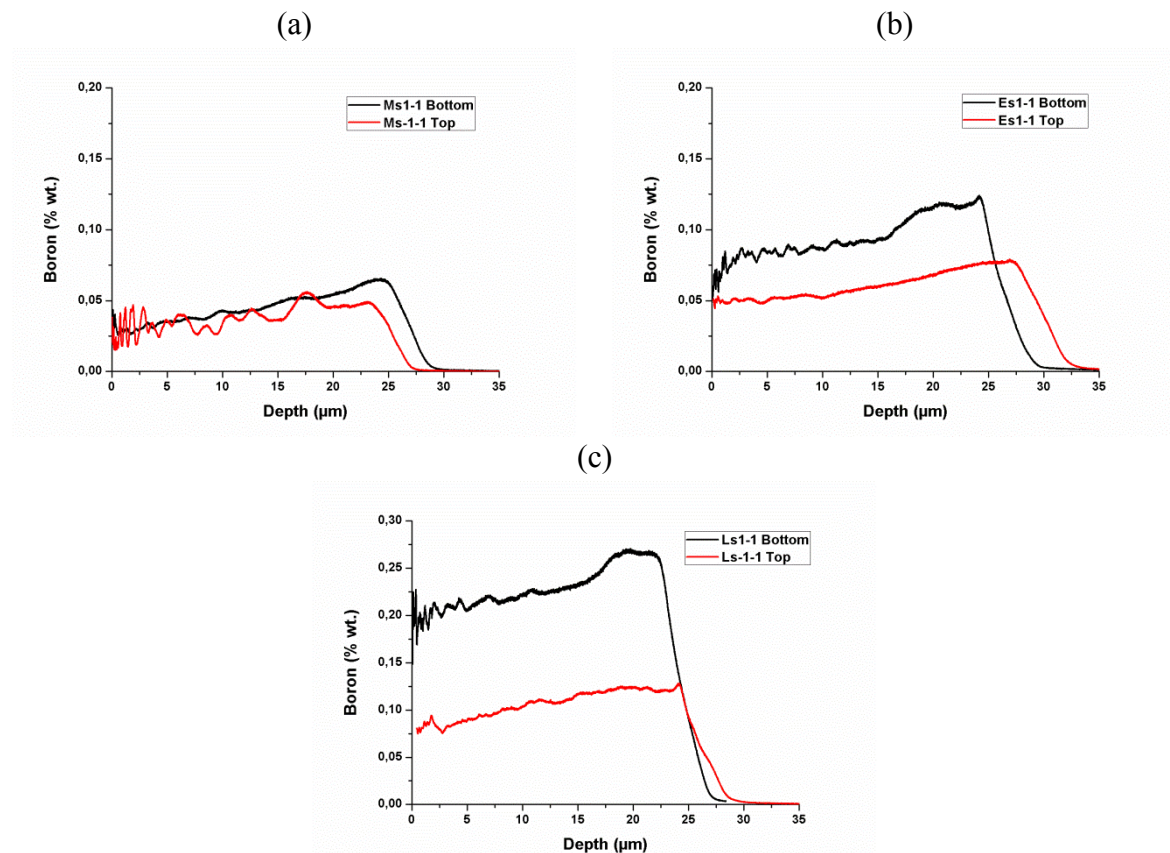 (a)
(b)
0,20
0,15
0,10
0,05
0,00
Boron (% wt.)
Ms1-1 Bottom
Ms-1-1 Top
0 5 10 15 20 25 30 35
Depth (µm)
0,20
0,15
0,10
0,05
0,00
Boron (% wt.)
Es1-1 Bottom
Es1-1 Top
0 5 10 15 20 25 30 35
Depth (µm)
(c)
0,30
0,25
0,20
0,15
0,10
0,05
0,00
Boron (% wt.)
Ls1-1 Bottom
Ls-1-1 Top
0 5 10 15 20 25 30 35
Depth (µm)